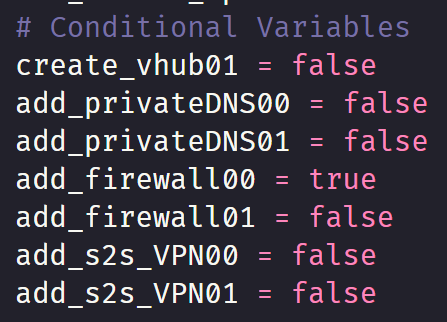 # Conditional Variables
create_vhub01 = false
add_privateDNS00 = false
add_privateDNS01 = false
add_firewall00 = true
add_firewall01 = false
add_s2s_VPN00 = false
add_s2s_VPN01 = false